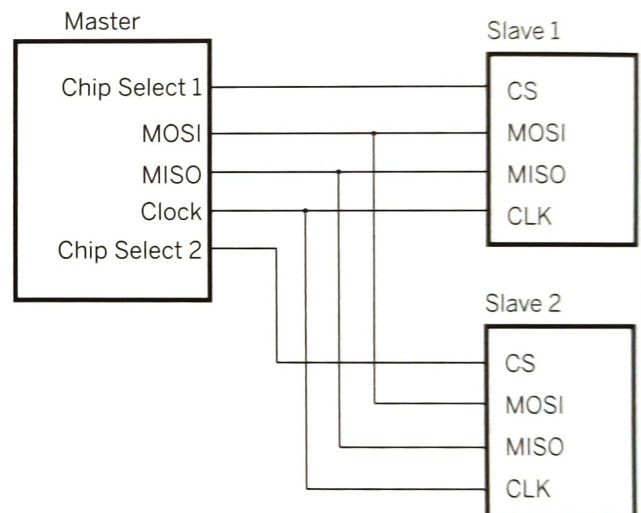 Master
Chip Select 1
MOSI
MISO
Clock
Chip Select 2
Slave 1
CS
MOSI
MISO
CLK
Slave 2
CS
MOSI
MISO
CLK